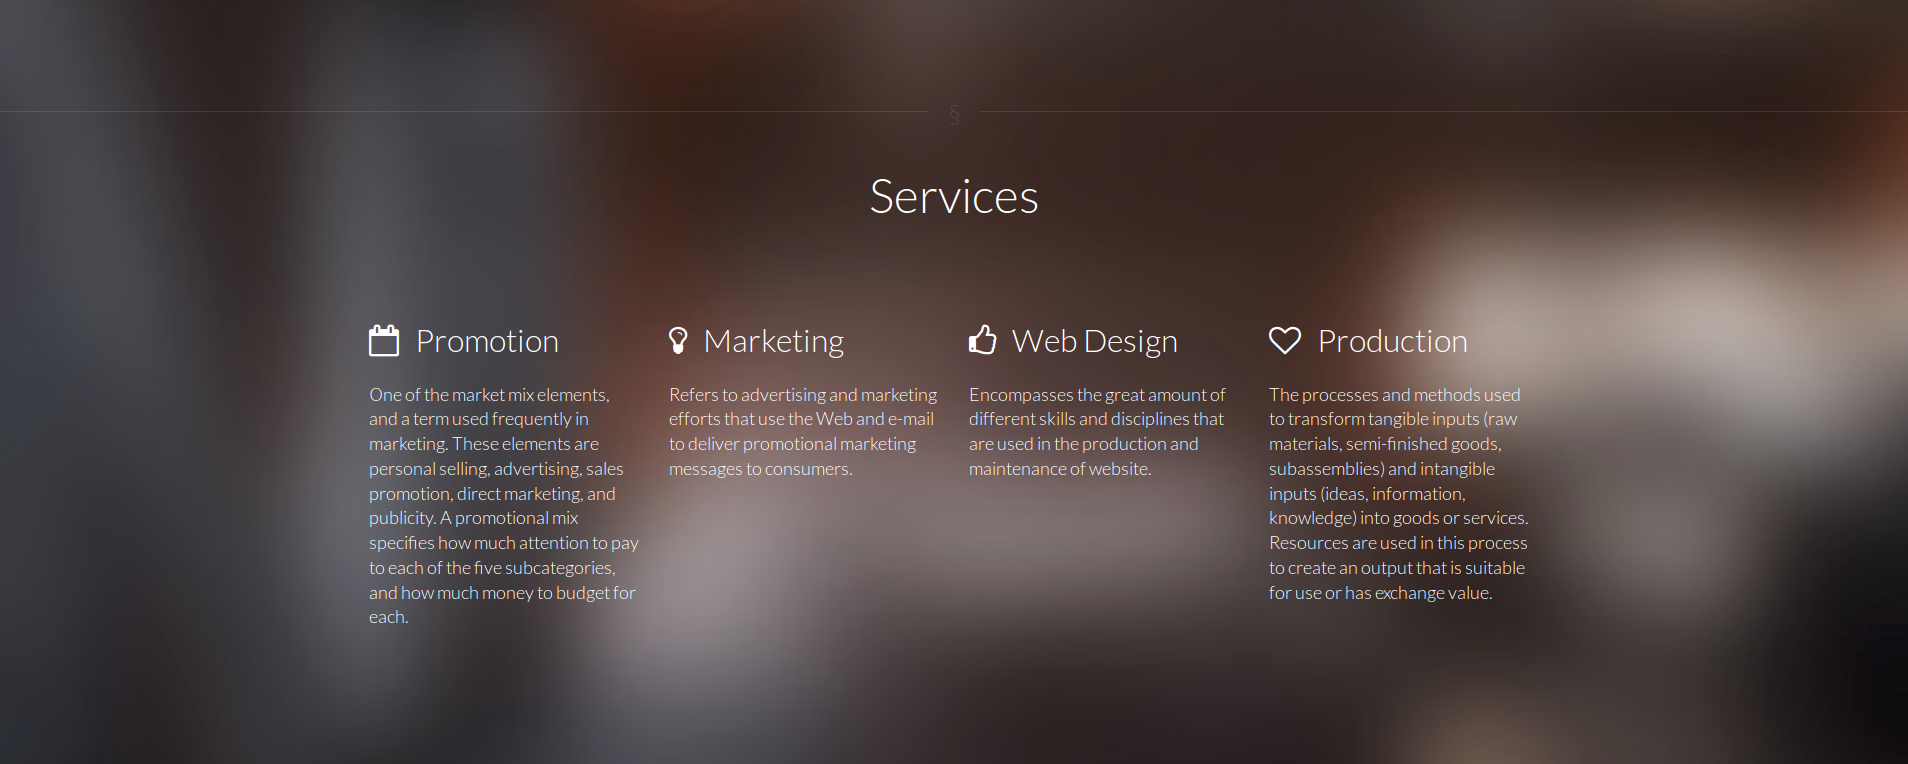 §
Services
Promotion
One of the market mix elements,
and a term used frequently in
marketing. These elements are
personal selling, advertising, sales
promotion, direct marketing, and
publicity. A promotional mix
specifies how much attention to pay
to each of the five subcategories,
and how much money to budget for
each.
Marketing
Refers to advertising and marketing
efforts that use the Web and e-mail
to deliver promotional marketing
messages to consumers.
Web Design
Encompasses the great amount of
different skills and disciplines that
are used in the production and
maintenance of website.
Production
The processes and methods used
to transform tangible inputs (raw
materials, semi-finished goods,
subassemblies) and intangible
inputs (ideas, information,
knowledge) into goods or services.
Resources are used in this process
to create an output that is suitable
for use or has exchange value.